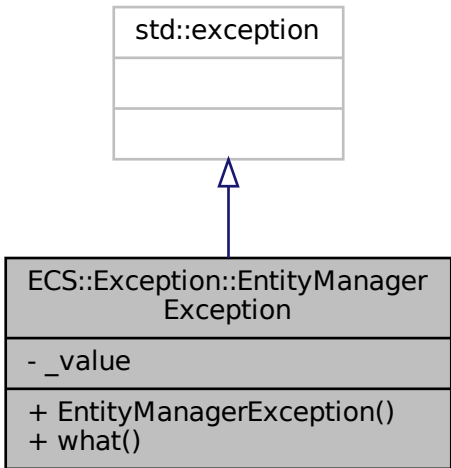 std::exception
ECS::Exception::EntityManager
Exception
- _value
+ EntityManagerException()
+ what()